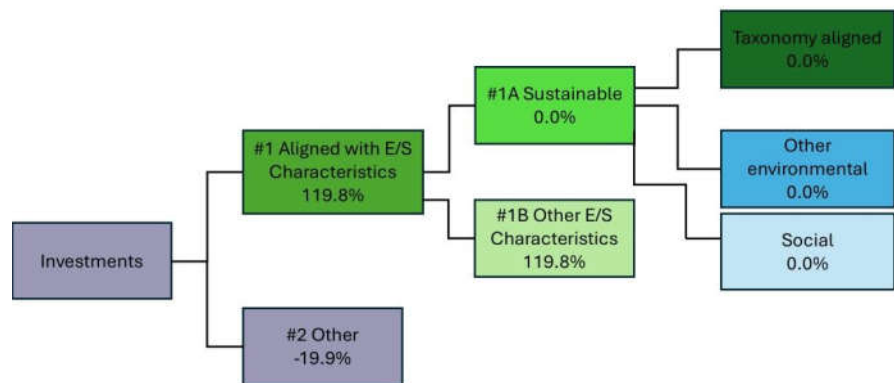 Investments
#1 Aligned with E/S
Characteristics
119.8%
#2 Other
-19.9%
#1A Sustainable
0.0%
#1B Other E/S
Characteristics
119.8%
Taxonomy aligned
0.0%
Other
environmental
0.0%
Social
0.0%